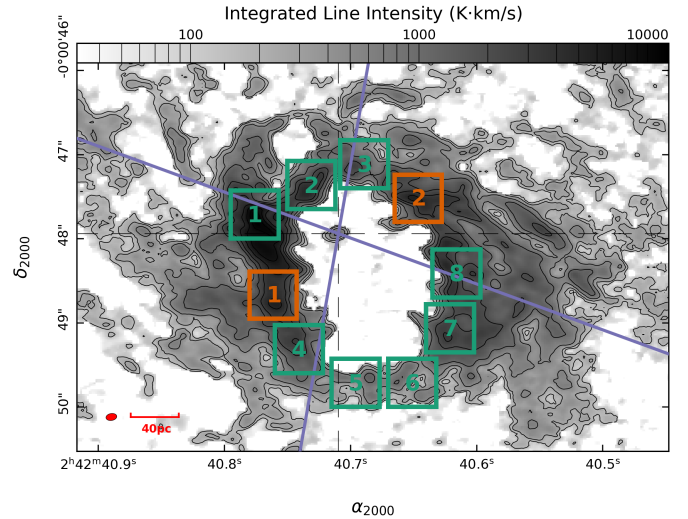 Integrated Line Intensity (K·km/s)
100 1000 10000
-0°00'46"
47"
48"
49"
50"
δ2000
3
2 2
1
8
1
7
4
5 6
40pc
2ʰ42ᵐ40.9ˢ 40.8ˢ 40.7ˢ 40.6ˢ 40.5ˢ
α2000